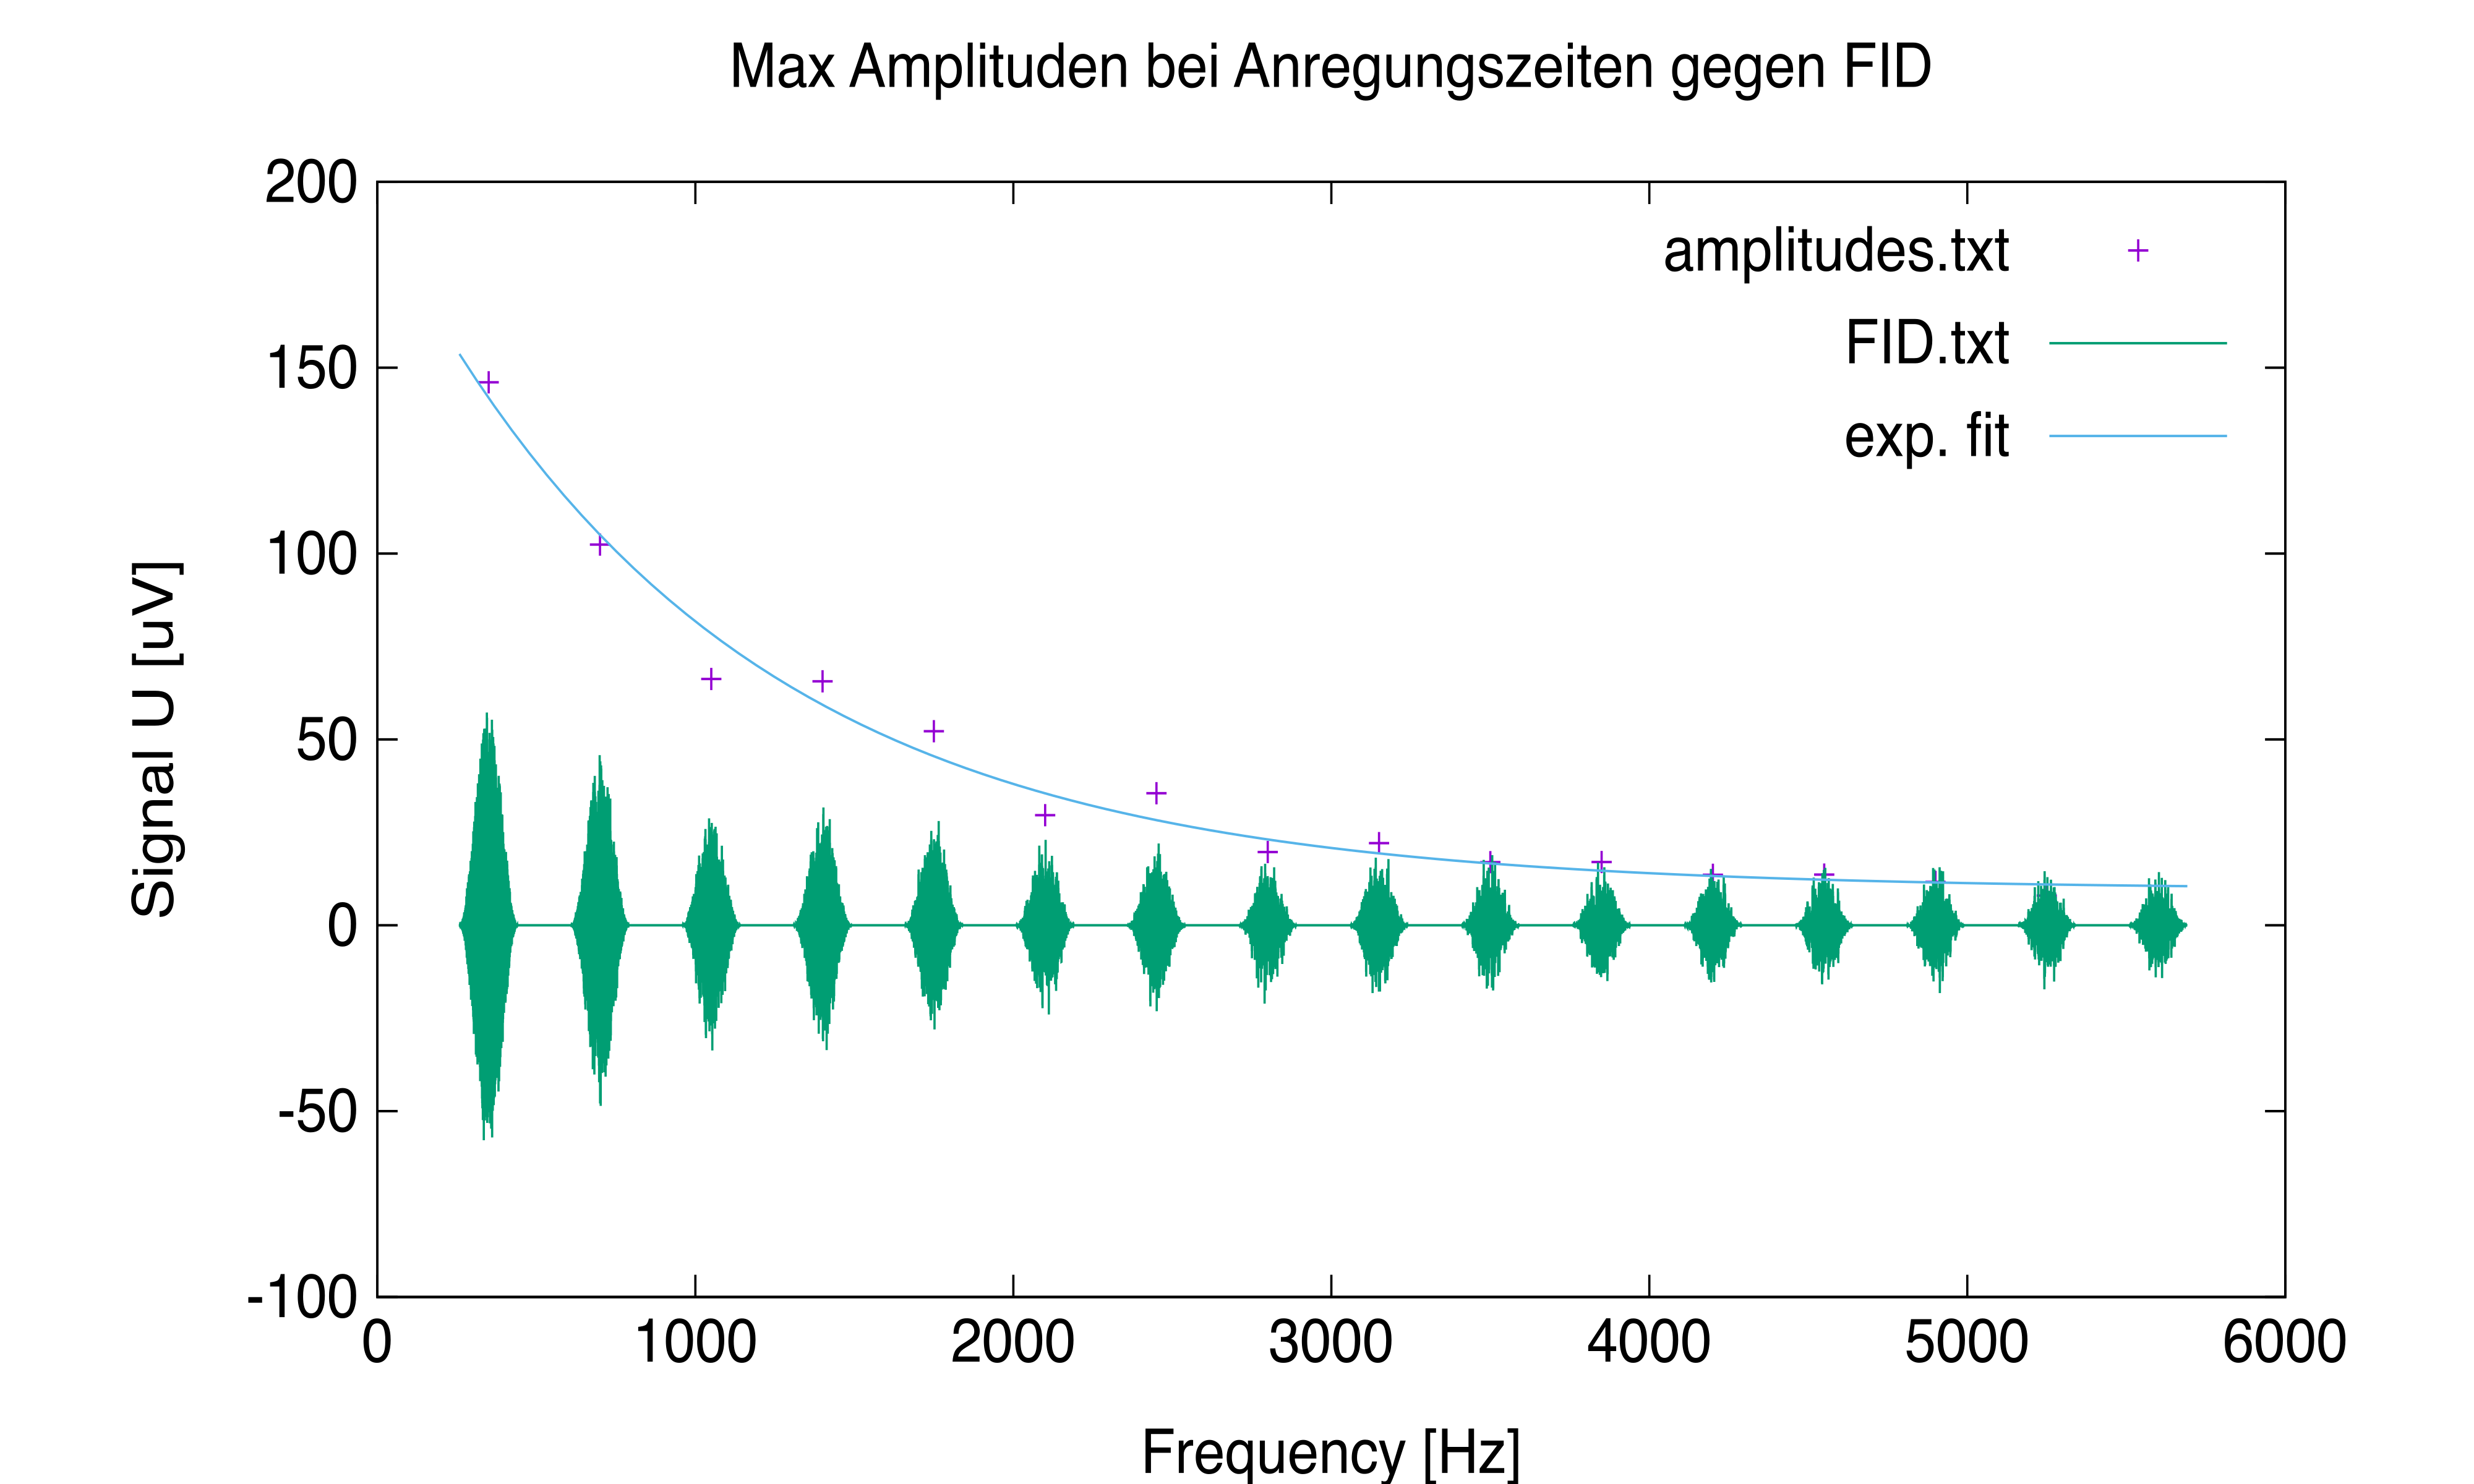 Max Amplituden bei Anregungszeiten gegen FID
200
150
100
50
0
-50
-100
Signal U [uV]
amplitudes.txt
FID.txt
exp. fit
0 1000 2000 3000 4000 5000 6000
Frequency [Hz]